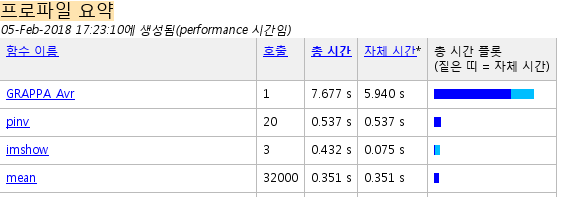 프로파일 요약
05-Feb-2018 17:23:10에 생성됨(performance 시간임)
함수 이름 호출 총 시간 자체 시간* 총 시간 플롯
(짙은 띠 = 자체 시간)
GRAPPA_Avr 1 7.677 s 5.940 s
pinv 20 0.537 s 0.537 s
imshow 3 0.432 s 0.075 s
mean 32000 0.351 s 0.351 s